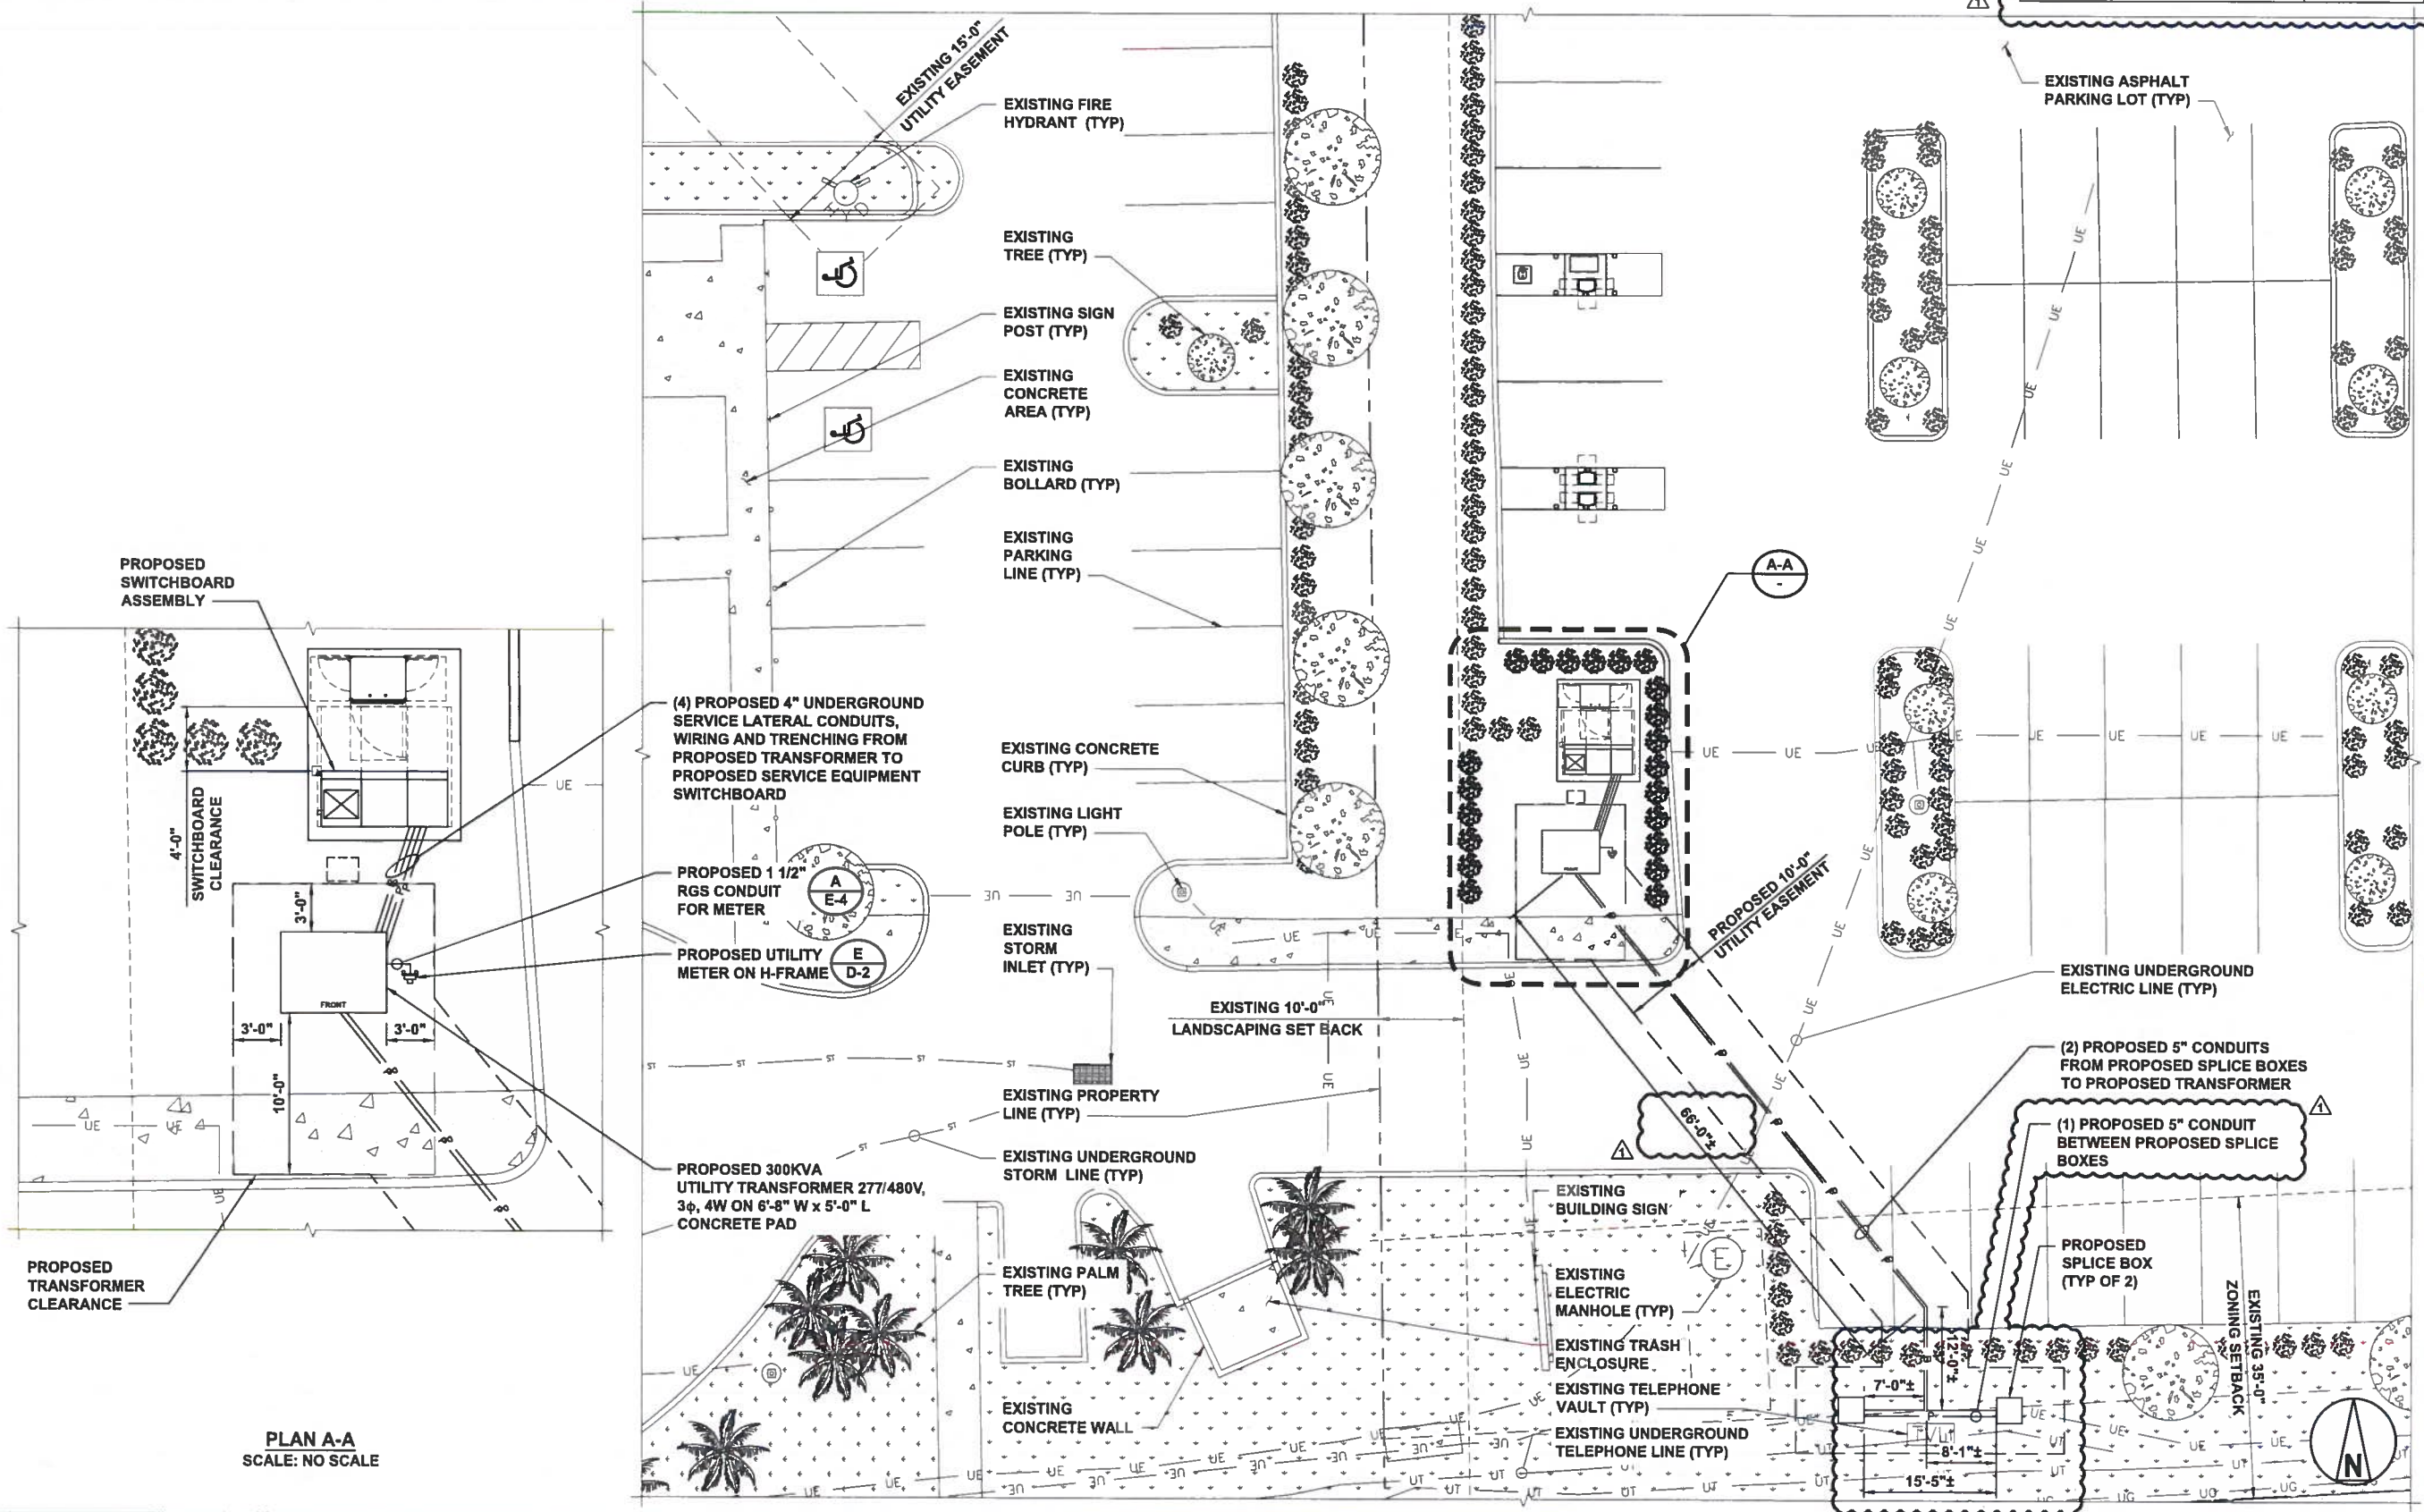 EXISTING 15'-0"
UTILITY EASEMENT
EXISTING FIRE
HYDRANT (TYP)
HYD
EXISTING
TREE (TYP)
EXISTING SIGN
POST (TYP)
EXISTING
CONCRETE
AREA (TYP)
EXISTING
BOLLARD (TYP)
EXISTING
PARKING
LINE (TYP)
EXISTING CONCRETE
CURB (TYP)
EXISTING LIGHT
POLE (TYP)
EXISTING
STORM
INLET (TYP)
EXISTING 10'-0"
LANDSCAPING SET BACK
EXISTING PROPERTY
LINE (TYP)
EXISTING UNDERGROUND
STORM LINE (TYP)
EXISTING PALM
TREE (TYP)
EXISTING
CONCRETE WALL
PROPOSED
SWITCHBOARD
ASSEMBLY
4'-0"
SWITCHBOARD
CLEARANCE
3'-0"
FRONT
3'-0"
3'-0"
10'-0"
UE
UE
UE
UE
PROPOSED
TRANSFORMER
CLEARANCE
PLAN A-A
SCALE: NO SCALE
(4) PROPOSED 4" UNDERGROUND
SERVICE LATERAL CONDUITS,
WIRING AND TRENCHING FROM
PROPOSED TRANSFORMER TO
PROPOSED SERVICE EQUIPMENT
SWITCHBOARD
PROPOSED 1 1/2"
RGS CONDUIT
FOR METER
A
E-4
PROPOSED UTILITY
METER ON H-FRAME
E
D-2
PROPOSED 300KVA
UTILITY TRANSFORMER 277/480V,
3ɸ, 4W ON 6'-8" W x 5'-0" L
CONCRETE PAD
EXISTING ASPHALT
PARKING LOT (TYP)
A-A
-
PROPOSED 10'-0"
UTILITY EASEMENT
EXISTING UNDERGROUND
ELECTRIC LINE (TYP)
(2) PROPOSED 5" CONDUITS
FROM PROPOSED SPLICE BOXES
TO PROPOSED TRANSFORMER
(1) PROPOSED 5" CONDUIT
BETWEEN PROPOSED SPLICE
BOXES
1
66'-0"±
1
PROPOSED
SPLICE BOX
(TYP OF 2)
EXISTING 35'-0"
ZONING SETBACK
EXISTING
BUILDING SIGN
E
EXISTING
ELECTRIC
MANHOLE (TYP)
EXISTING TRASH
ENCLOSURE
EXISTING TELEPHONE
VAULT (TYP)
EXISTING UNDERGROUND
TELEPHONE LINE (TYP)
12'-0"±
7'-0"±
8'-1"±
15'-5"±
N